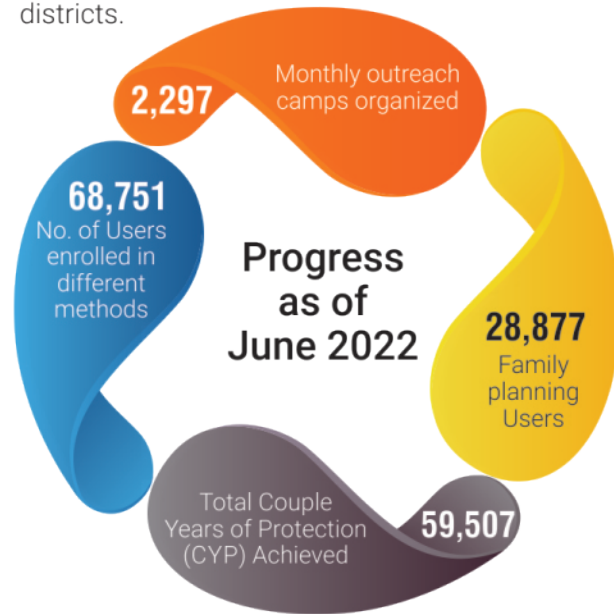 districts.
2,297
Monthly outreach
camps organized
68,751
No. of Users
enrolled in
different
methods
Progress
as of
June 2022
28,877
Family
planning
Users
Total Couple
Years of Protection
(CYP) Achieved
59,507